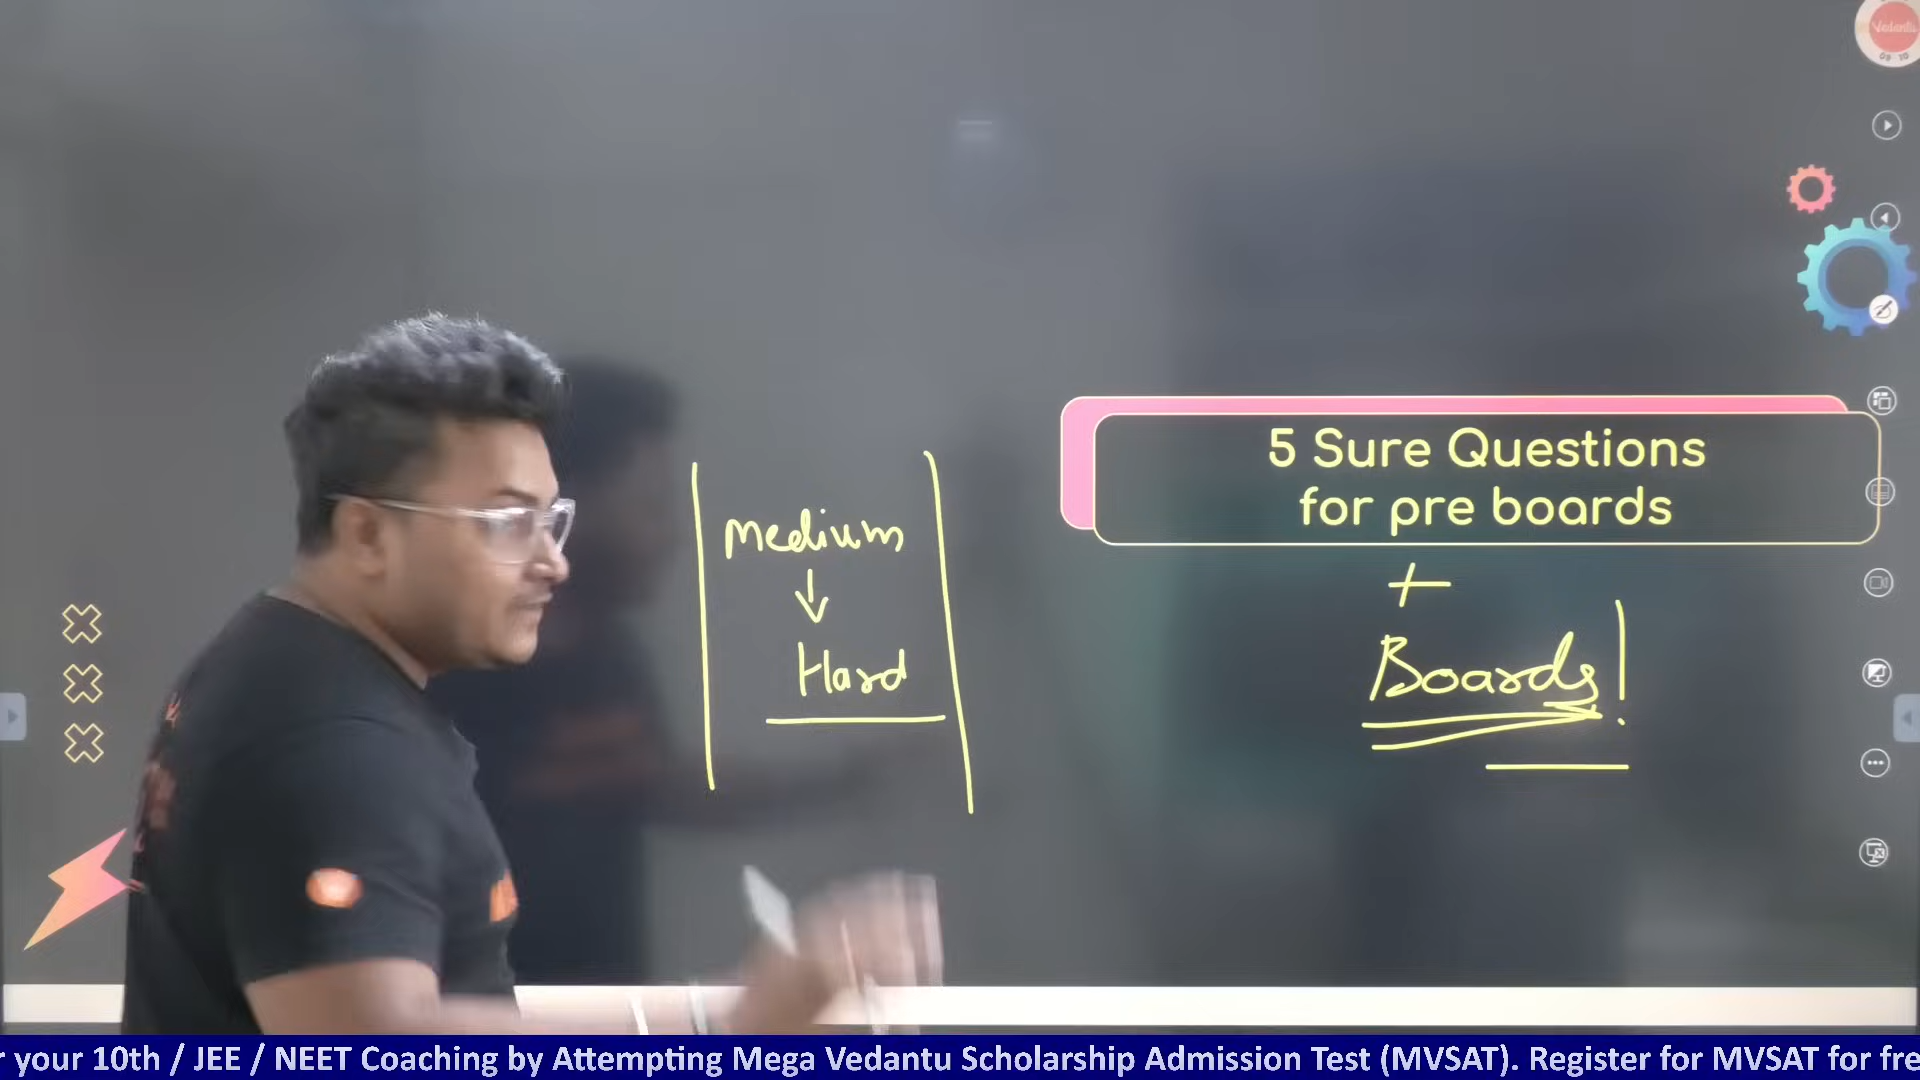 Vedantu
5 Sure Questions
for pre boards
+
Boards!
Medium
↓
Hard
r your 10th / JEE / NEET Coaching by Attempting Mega Vedantu Scholarship Admission Test (MVSAT). Register for MVSAT for fre